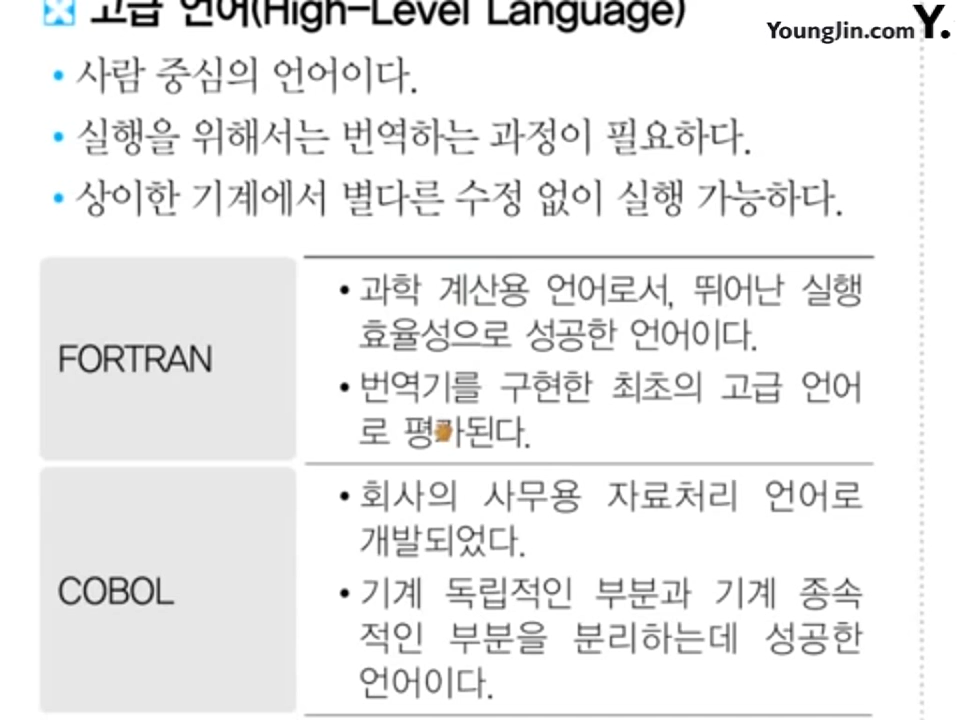 고급 언어(High-Level Language)
YoungJin.com Y.
• 사람 중심의 언어이다.
• 실행을 위해서는 번역하는 과정이 필요하다.
• 상이한 기계에서 별다른 수정 없이 실행 가능하다.
FORTRAN
• 과학 계산용 언어로서, 뛰어난 실행
효율성으로 성공한 언어이다.
• 번역기를 구현한 최초의 고급 언어
로 평가된다.
COBOL
• 회사의 사무용 자료처리 언어로
개발되었다.
• 기계 독립적인 부분과 기계 종속
적인 부분을 분리하는데 성공한
언어이다.